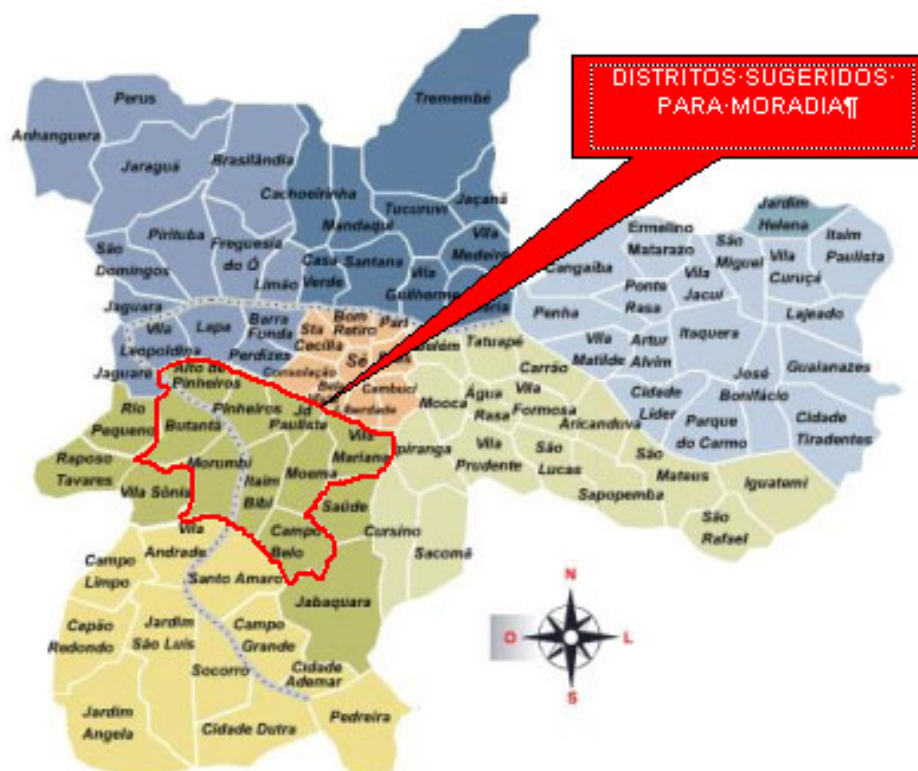 DISTRITOS·SUGERIDOS·
PARA·MORADIA¶
Tremembé
Perus
Anhanguera
Jaraguá
Brasilândia
Cachoeirinha
Mandaqui
Tucuruvi
Jaçanã
Vila
Medeiro
Pirituba
Freguesia
do Ó
São
Domingos
Limão
Casa
Verde
Santana
Vila
Guilherme
Jaguara
Vila
Leopoldina
Lapa
Barra
Funda
Perdizes
Jaguaré
Bom
Retiro
Pari
Sta
Cecília
Sé
Consolação
Bela
Cambuci
Liberdade
Belém
Tatuapé
Carrão
Mooca
Água
Rasa
Vila
Formosa
Aricanduva
Jardim
Helena
Ermelino
Matarazo
São
Miguel
Vila
Curuçá
Itaim
Paulista
Cangaíba
Ponte
Rasa
Vila
Jacuí
Penha
Lajeado
Vila
Matilde
Artur
Alvim
Itaquera
Guaianazes
José
Bonifácio
Cidade
Líder
Parque
do Carmo
Cidade
Tiradentes
Alto de
Pinheiros
Rio
Pequeno
Butantã
Pinheiros
Jd
Paulista
Vila
Mariana
Morumbi
Itaim
Bibi
Moema
Raposo
Tavares
Vila Sônia
Saúde
Campo
Belo
Ipiranga
Vila
Prudente
São
Lucas
Sapopemba
São
Mateus
Iguatemi
São
Rafael
Cursino
Sacomã
Jabaquara
Vila
Andrade
Campo
Limpo
Santo Amaro
Capão
Redondo
Jardim
São Luis
Campo
Grande
Socorro
Cidade
Ademar
Jardim
Angela
Cidade Dutra
Pedreira
N
O
L
S